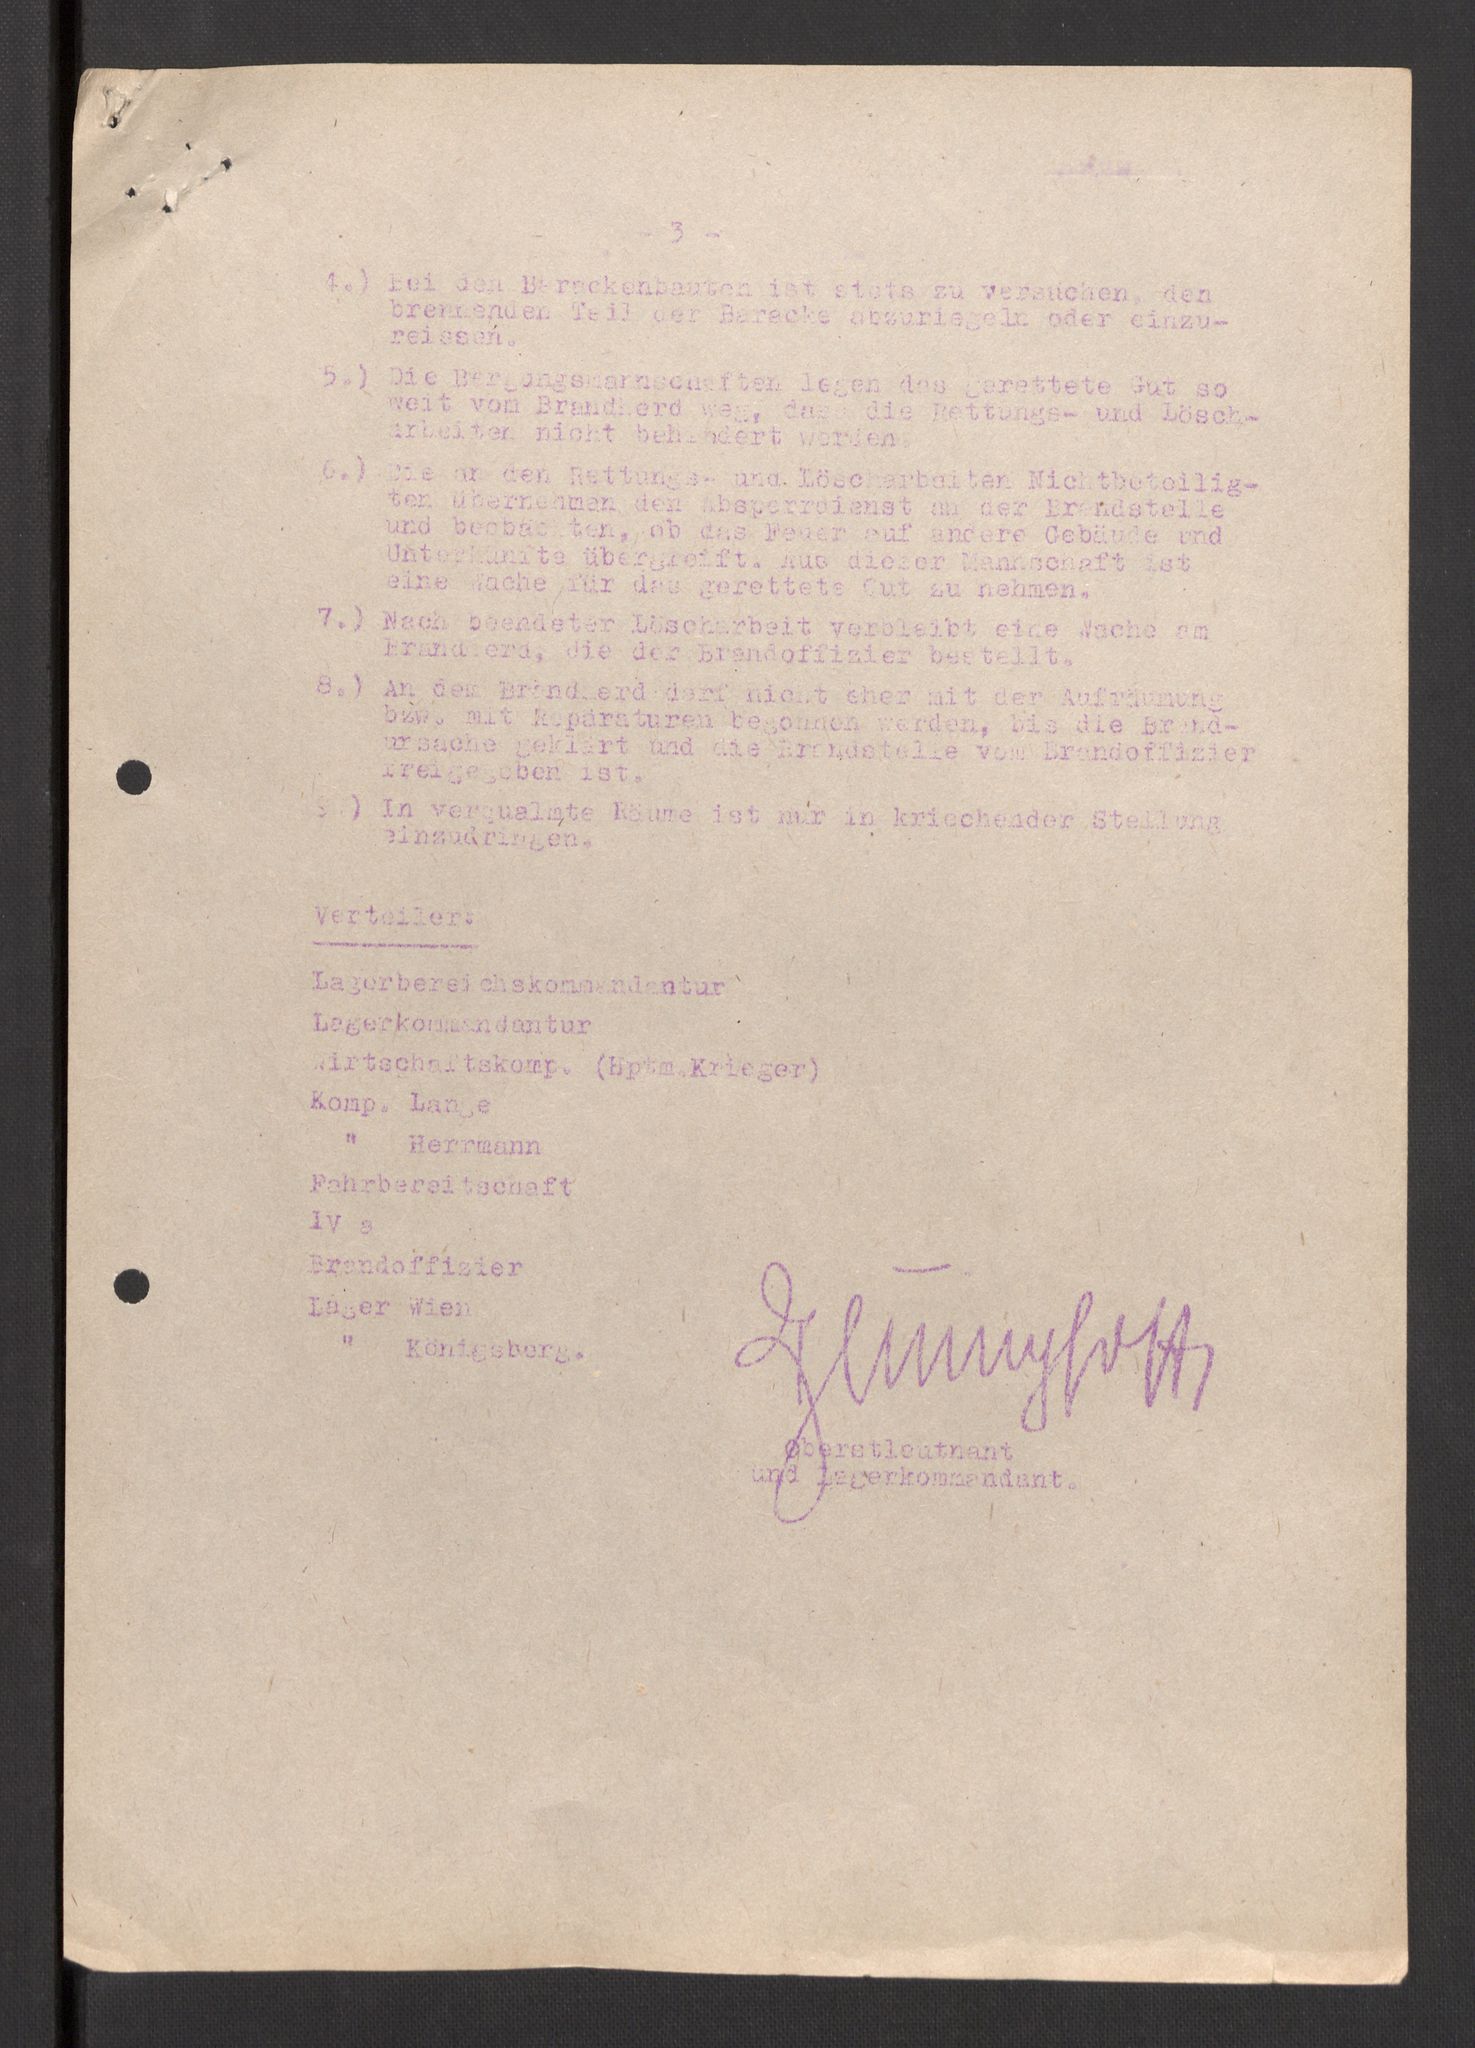 - 3 -
4.) Bei den Barackenbauten ist stets zu versuchen, den
brennenden Teil der Baracke abzuriegeln oder einzu-
reissen.
5.) Die Bergungsmannschaften legen das gerettete Gut so
weit vom Brandherd weg, dass die Rettungs- und Lösch-
arbeiten nicht behindert werden.
6.) Die an den Rettungs- und Löscharbeiten Nichtbeteilig-
ten übernehmen den Absperrdienst an der Brandstelle
und beobachten, ob das Feuer auf andere Gebäude und
Unterkünfte übergreift. Aus dieser Mannschaft ist
eine Wache für das gerettete Gut zu nehmen.
7.) Nach beendeter Löscharbeit verbleibt eine Wache am
Brandherd, die der Brandoffizier bestellt.
8.) An dem Brandherd darf nicht eher mit der Aufräumung
bzw. mit Reparaturen begonnen werden, bis die Brand-
ursache geklärt und die Brandstelle vom Brandoffizier
freigegeben ist.
9.) In verqualmte Räume ist nur in kriechender Stellung
einzudringen.
Verteiler:
Lagerbereichskommandantur
Lagerkommandantur
Wirtschaftskomp. (Hptm.Krieger)
Komp. Lange
" Herrmann
Fahrbereitschaft
IV a
Brandoffizier
Lager Wien
" Königsberg.
Oberstleutnant
und Lagerkommandant.